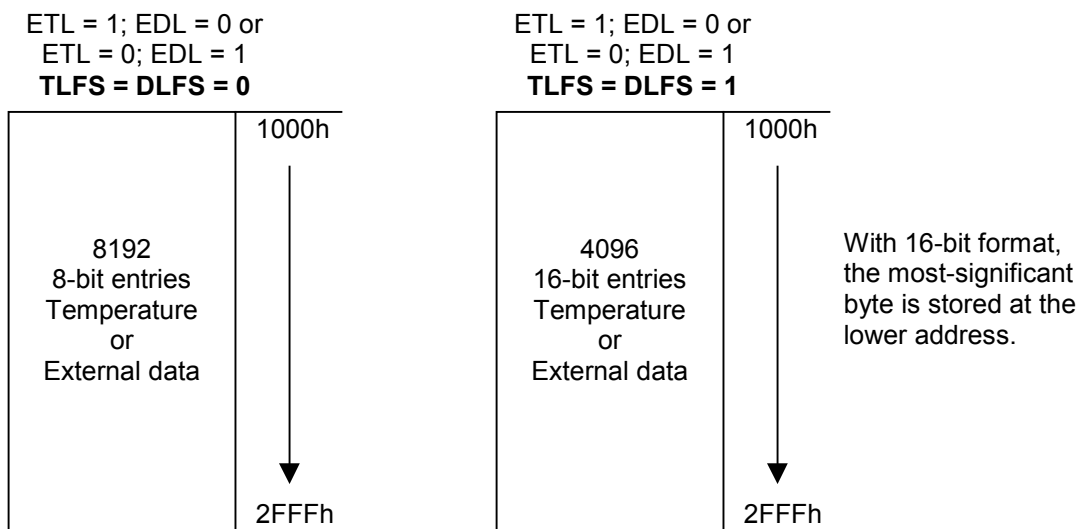 ETL = 1; EDL = 0 or
ETL = 0; EDL = 1
TLFS = DLFS = 0
1000h
8192
8-bit entries
Temperature
or
External data
2FFFh
ETL = 1; EDL = 0 or
ETL = 0; EDL = 1
TLFS = DLFS = 1
1000h
4096
16-bit entries
Temperature
or
External data
2FFFh
With 16-bit format,
the most-significant
byte is stored at the
lower address.